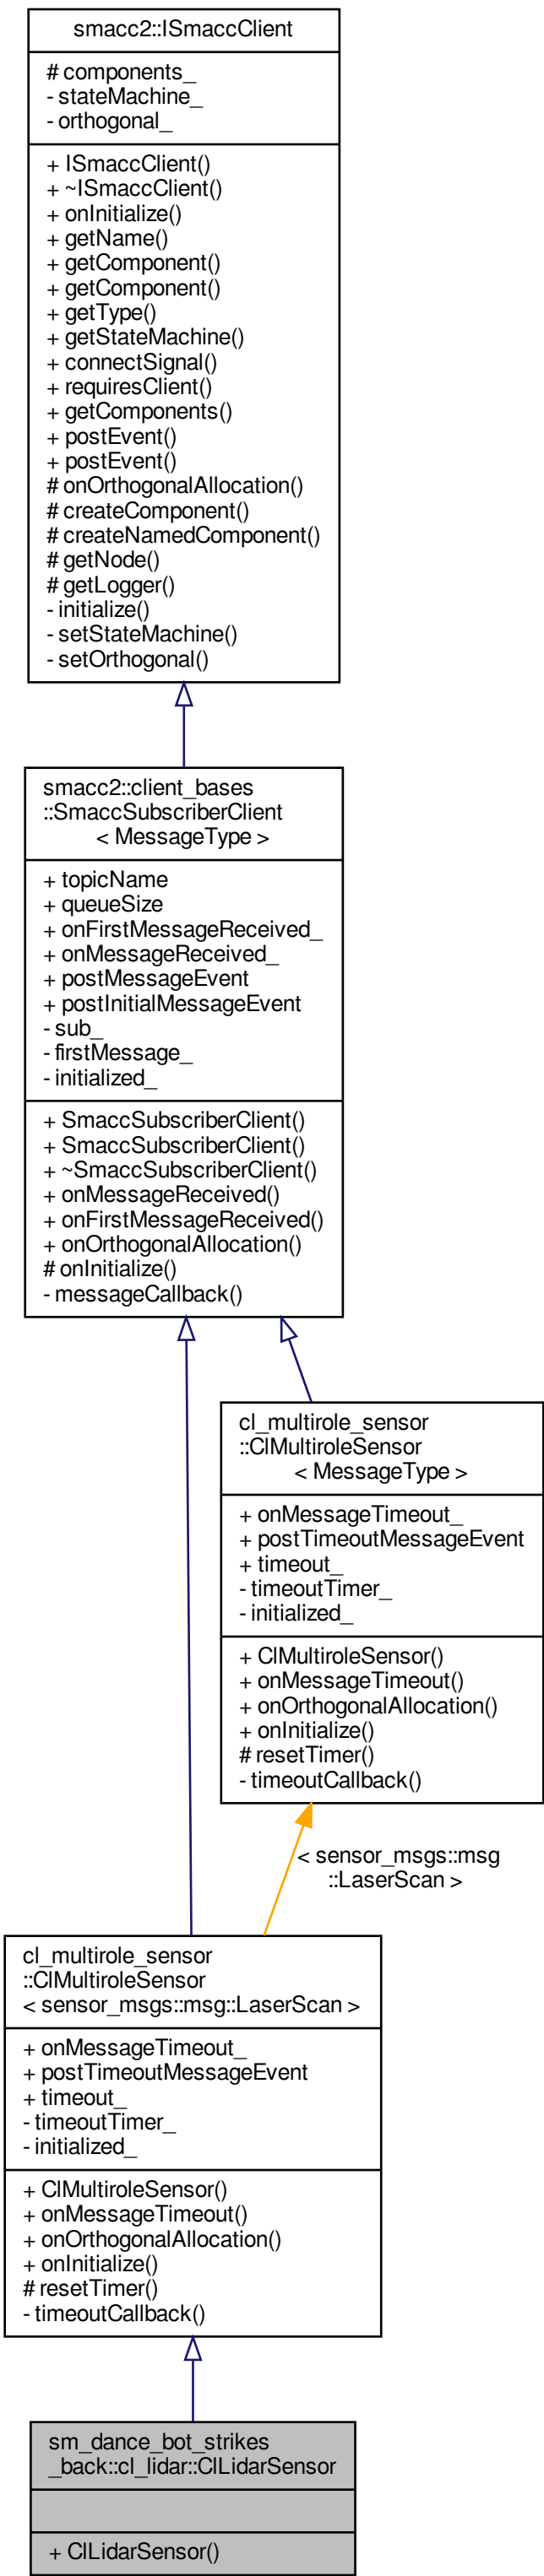 smacc2::ISmaccClient
# components_
- stateMachine_
- orthogonal_
+ ISmaccClient()
+ ~ISmaccClient()
+ onInitialize()
+ getName()
+ getComponent()
+ getComponent()
+ getType()
+ getStateMachine()
+ connectSignal()
+ requiresClient()
+ getComponents()
+ postEvent()
+ postEvent()
# onOrthogonalAllocation()
# createComponent()
# createNamedComponent()
# getNode()
# getLogger()
- initialize()
- setStateMachine()
- setOrthogonal()
smacc2::client_bases
::SmaccSubscriberClient
< MessageType >
+ topicName
+ queueSize
+ onFirstMessageReceived_
+ onMessageReceived_
+ postMessageEvent
+ postInitialMessageEvent
- sub_
- firstMessage_
- initialized_
+ SmaccSubscriberClient()
+ SmaccSubscriberClient()
+ ~SmaccSubscriberClient()
+ onMessageReceived()
+ onFirstMessageReceived()
+ onOrthogonalAllocation()
# onInitialize()
- messageCallback()
cl_multirole_sensor
::ClMultiroleSensor
< MessageType >
+ onMessageTimeout_
+ postTimeoutMessageEvent
+ timeout_
- timeoutTimer_
- initialized_
+ ClMultiroleSensor()
+ onMessageTimeout()
+ onOrthogonalAllocation()
+ onInitialize()
# resetTimer()
- timeoutCallback()
< sensor_msgs::msg
::LaserScan >
cl_multirole_sensor
::ClMultiroleSensor
< sensor_msgs::msg::LaserScan >
+ onMessageTimeout_
+ postTimeoutMessageEvent
+ timeout_
- timeoutTimer_
- initialized_
+ ClMultiroleSensor()
+ onMessageTimeout()
+ onOrthogonalAllocation()
+ onInitialize()
# resetTimer()
- timeoutCallback()
sm_dance_bot_strikes
_back::cl_lidar::ClLidarSensor
+ ClLidarSensor()